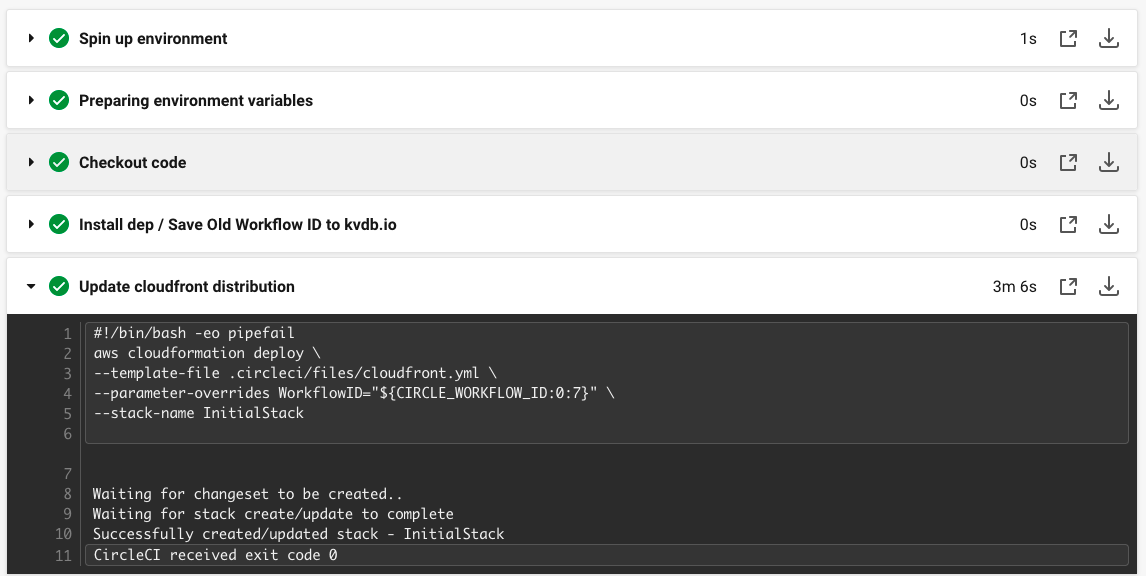 Spin up environment 1s
Preparing environment variables 0s
Checkout code 0s
Install dep / Save Old Workflow ID to kvdb.io 0s
Update cloudfront distribution 3m 6s
1 #!/bin/bash -eo pipefail
2 aws cloudformation deploy \
3 --template-file .circleci/files/cloudfront.yml \
4 --parameter-overrides WorkflowID="${CIRCLE_WORKFLOW_ID:0:7}" \
5 --stack-name InitialStack
6
7
8 Waiting for changeset to be created..
9 Waiting for stack create/update to complete
10 Successfully created/updated stack - InitialStack
11 CircleCI received exit code 0